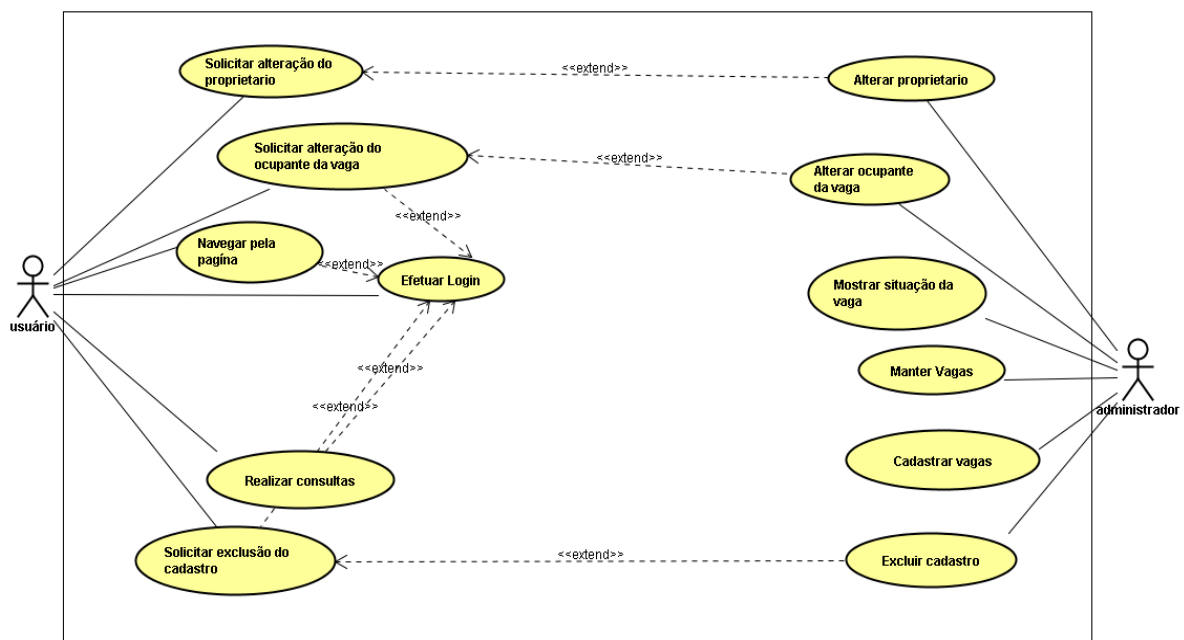 Solicitar alteração do
proprietario
<<extend>>
Alterar proprietario
Solicitar alteração do
ocupante da vaga
<<extend>>
Alterar ocupante
da vaga
<<extend>>
Navegar pela
pagína
<<extend>>
Efetuar Login
Mostrar situação da
vaga
usuário
<<extend>>
Manter Vagas
<<extend>>
administrador
Realizar consultas
Cadastrar vagas
Solicitar exclusão do
cadastro
<<extend>>
Excluir cadastro